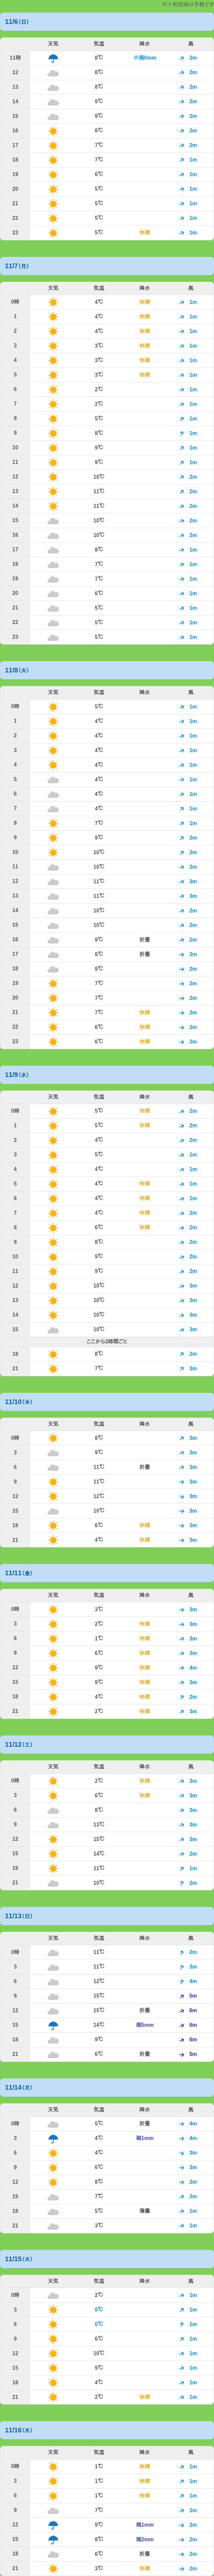 11/6(日)
天気 気温 降水 風
11時 8℃ 小雨0mm 2m
12 8℃ 2m
13 8℃ 2m
14 9℃ 2m
15 9℃ 2m
16 8℃ 2m
17 7℃ 2m
18 7℃ 1m
19 6℃ 1m
20 5℃ 1m
21 5℃ 1m
22 5℃ 1m
23 5℃ 快晴 1m
11/7(月)
天気 気温 降水 風
0時 4℃ 快晴 1m
1 4℃ 快晴 1m
2 4℃ 快晴 1m
3 3℃ 快晴 1m
4 3℃ 快晴 1m
5 3℃ 快晴 1m
6 2℃ 1m
7 2℃ 1m
8 5℃ 1m
9 8℃ 1m
10 9℃ 1m
11 9℃ 1m
12 10℃ 2m
13 11℃ 2m
14 11℃ 2m
15 10℃ 2m
16 10℃ 2m
17 8℃ 1m
18 7℃ 1m
19 7℃ 1m
20 6℃ 1m
21 5℃ 1m
22 5℃ 1m
23 5℃ 1m
11/8(火)
天気 気温 降水 風
0時 5℃ 1m
1 4℃ 1m
2 4℃ 1m
3 4℃ 1m
4 4℃ 1m
5 4℃ 1m
6 4℃ 1m
7 4℃ 1m
8 7℃ 1m
9 9℃ 2m
10 10℃ 2m
11 10℃ 2m
12 11℃ 3m
13 11℃ 3m
14 10℃ 2m
15 10℃ 2m
16 9℃ 折畳 2m
17 8℃ 折畳 2m
18 8℃ 2m
19 7℃ 2m
20 7℃ 2m
21 7℃ 快晴 2m
22 6℃ 快晴 2m
23 6℃ 快晴 2m
11/9(水)
天気 気温 降水 風
0時 5℃ 快晴 2m
1 5℃ 快晴 2m
2 4℃ 2m
3 5℃ 1m
4 4℃ 1m
5 4℃ 快晴 1m
6 4℃ 快晴 1m
7 4℃ 快晴 2m
8 6℃ 快晴 2m
9 8℃ 2m
10 9℃ 2m
11 9℃ 2m
12 10℃ 3m
13 10℃ 3m
14 10℃ 3m
15 10℃ 3m
ここから3時間ごと
18 8℃ 2m
21 7℃ 3m
11/10(木)
天気 気温 降水 風
0時 8℃ 3m
3 9℃ 3m
6 11℃ 折畳 3m
9 11℃ 3m
12 12℃ 3m
15 10℃ 3m
18 6℃ 快晴 3m
21 4℃ 快晴 3m
11/11(金)
天気 気温 降水 風
0時 3℃ 3m
3 2℃ 快晴 3m
6 1℃ 快晴 3m
9 6℃ 快晴 3m
12 9℃ 快晴 4m
15 9℃ 快晴 3m
18 4℃ 快晴 2m
21 2℃ 快晴 3m
11/12(土)
天気 気温 降水 風
0時 2℃ 快晴 3m
3 6℃ 快晴 3m
6 8℃ 3m
9 13℃ 3m
12 15℃ 3m
15 14℃ 2m
18 11℃ 1m
21 10℃ 2m
11/13(日)
天気 気温 降水 風
0時 11℃ 2m
3 11℃ 3m
6 12℃ 4m
9 15℃ 5m
12 15℃ 折畳 6m
15 14℃ 雨5mm 6m
18 9℃ 6m
21 6℃ 折畳 5m
11/14(月)
天気 気温 降水 風
0時 5℃ 折畳 4m
3 4℃ 雨1mm 4m
6 4℃ 3m
9 6℃ 3m
12 8℃ 2m
15 7℃ 2m
18 5℃ 薄曇 1m
21 3℃ 1m
11/15(火)
天気 気温 降水 風
0時 2℃ 1m
3 0℃ 1m
6 0℃ 1m
9 6℃ 1m
12 10℃ 1m
15 9℃ 1m
18 4℃ 1m
21 2℃ 快晴 1m
11/16(水)
天気 気温 降水 風
0時 1℃ 快晴 1m
3 1℃ 快晴 1m
6 1℃ 快晴 1m
9 7℃ 1m
12 9℃ 雨1mm 2m
15 8℃ 雨2mm 2m
18 6℃ 折畳 2m
21 3℃ 快晴 2m